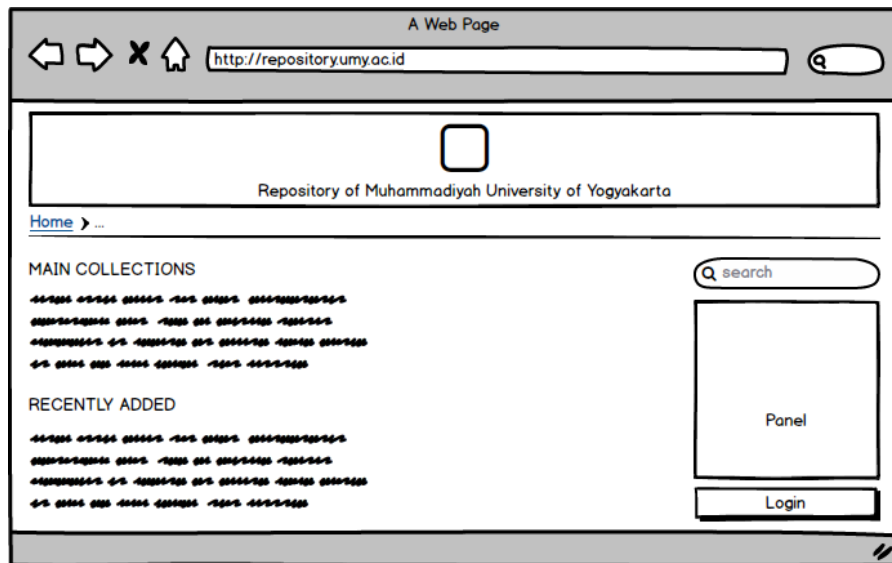 A Web Page
http://repository.umy.ac.id
Repository of Muhammadiyah University of Yogyakarta
Home > ...
MAIN COLLECTIONS
search
RECENTLY ADDED
Panel
Login